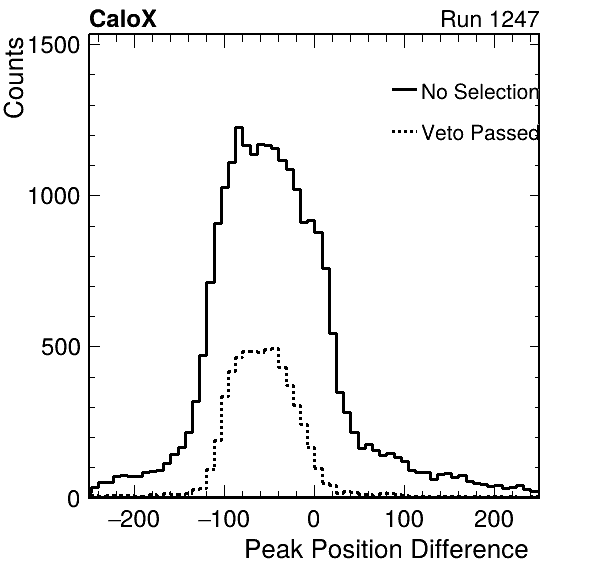 CaloX Run 1247
Counts
1500
1000
500
0
No Selection
Veto Passed
−200 −100 0 100 200
Peak Position Difference